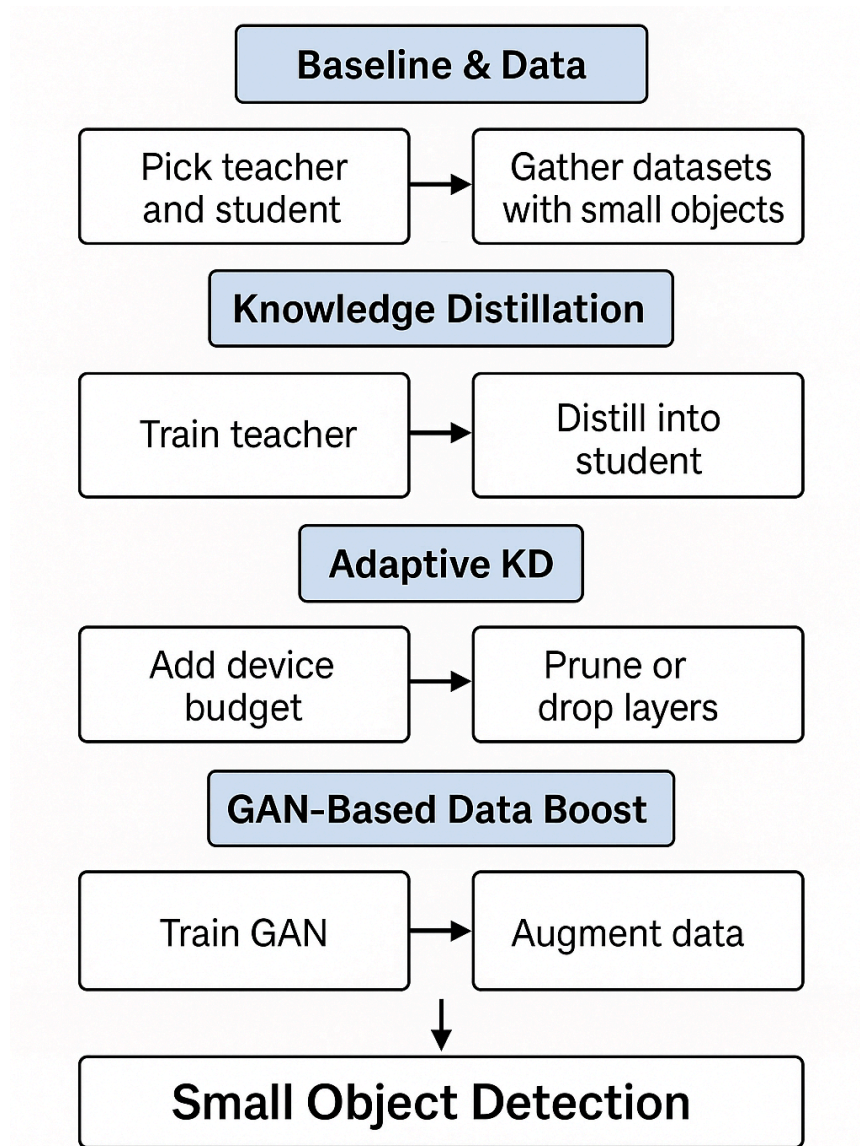 Baseline & Data
Pick teacher
and student
Gather datasets
with small objects
Knowledge Distillation
Train teacher
Distill into
student
Adaptive KD
Add device
budget
Prune or
drop layers
GAN-Based Data Boost
Train GAN
Augment data
Small Object Detection